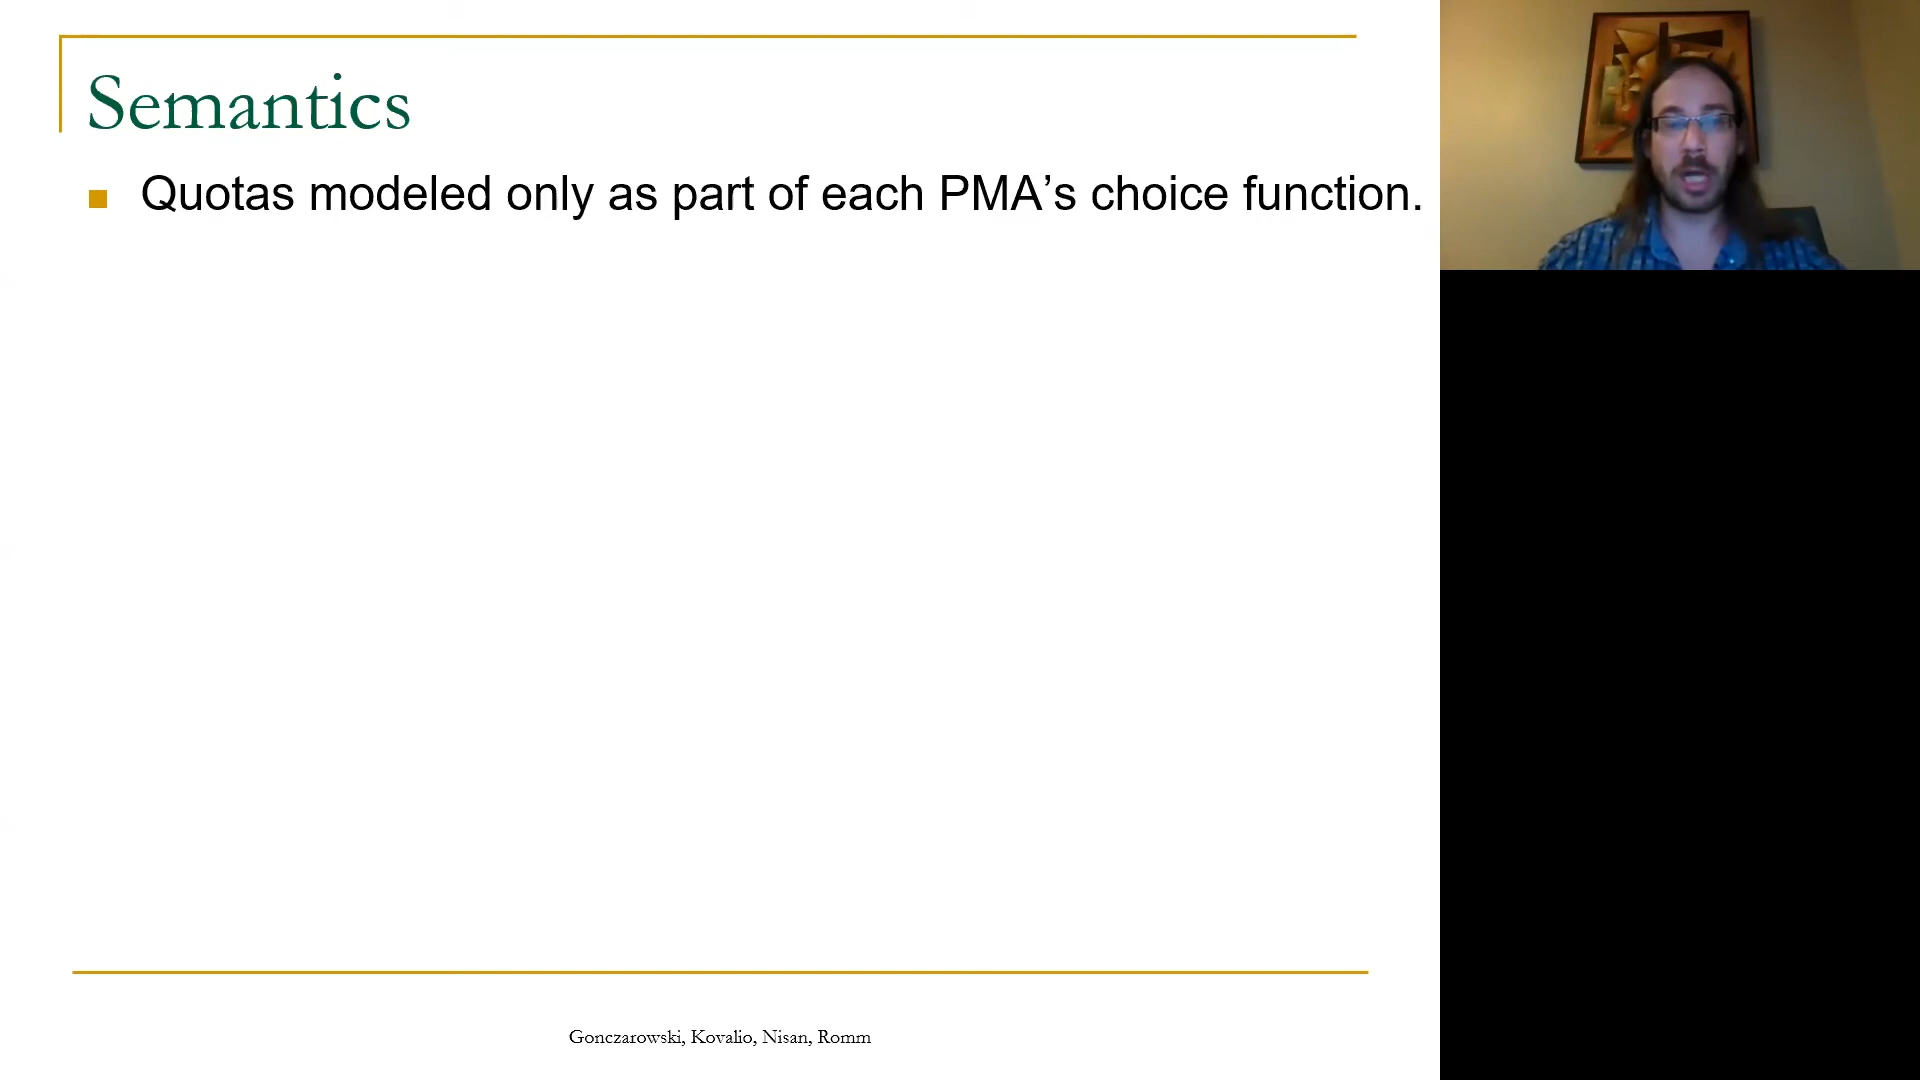 Semantics
Quotas modeled only as part of each PMA’s choice function.
Gonczarowski, Kovalio, Nisan, Romm